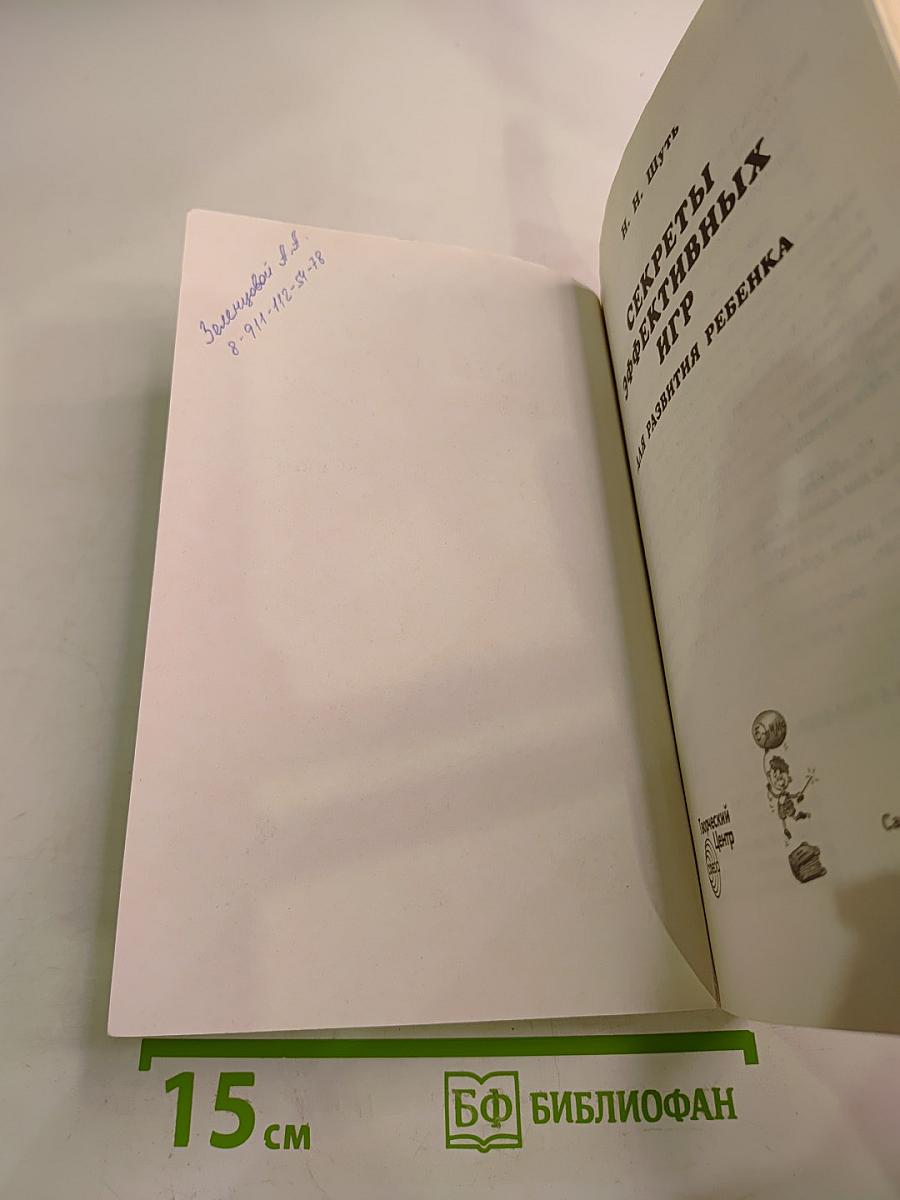 Зеленцовой А.А.
8-911-112-54-78
Н. Н. Шуть
СЕКРЕТЫ
ЭФФЕКТИВНЫХ
ИГР
ДЛЯ РАЗВИТИЯ РЕБЕНКА
Творческий
Центр
СФЕРА
15 см
БФ БИБЛИОФАН